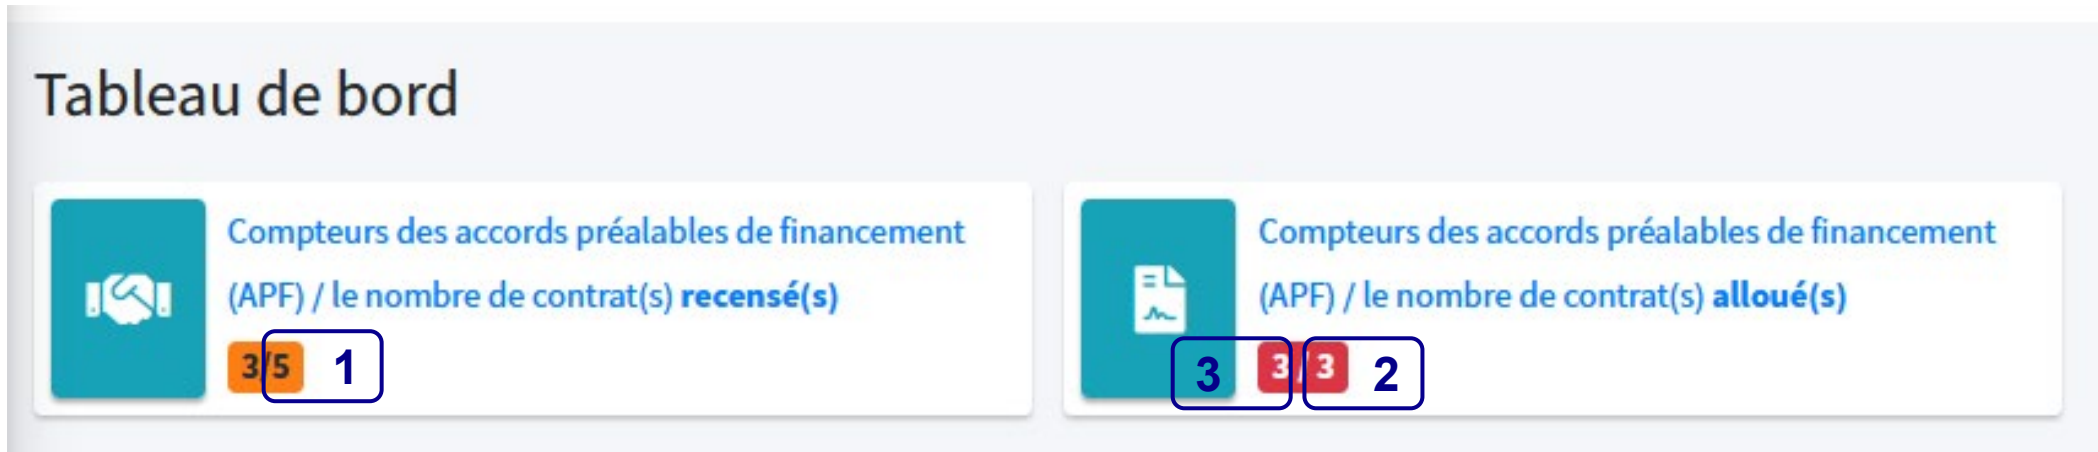 Tableau de bord
Compteurs des accords préalables de financement
(APF) / le nombre de contrat(s) recensé(s)
3/5 1
Compteurs des accords préalables de financement
(APF) / le nombre de contrat(s) alloué(s)
3 3/3 2